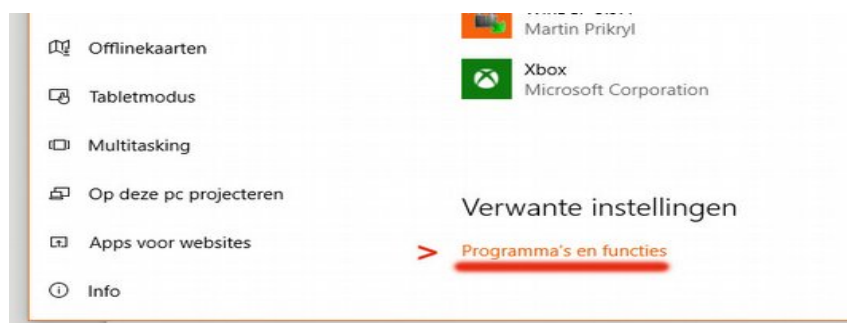 Martin Prikryl
Offlinekaarten
Xbox
Tabletmodus
Microsoft Corporation
Multitasking
Op deze pc projecteren
Verwante instellingen
Apps voor websites
> Programma's en functies
Info